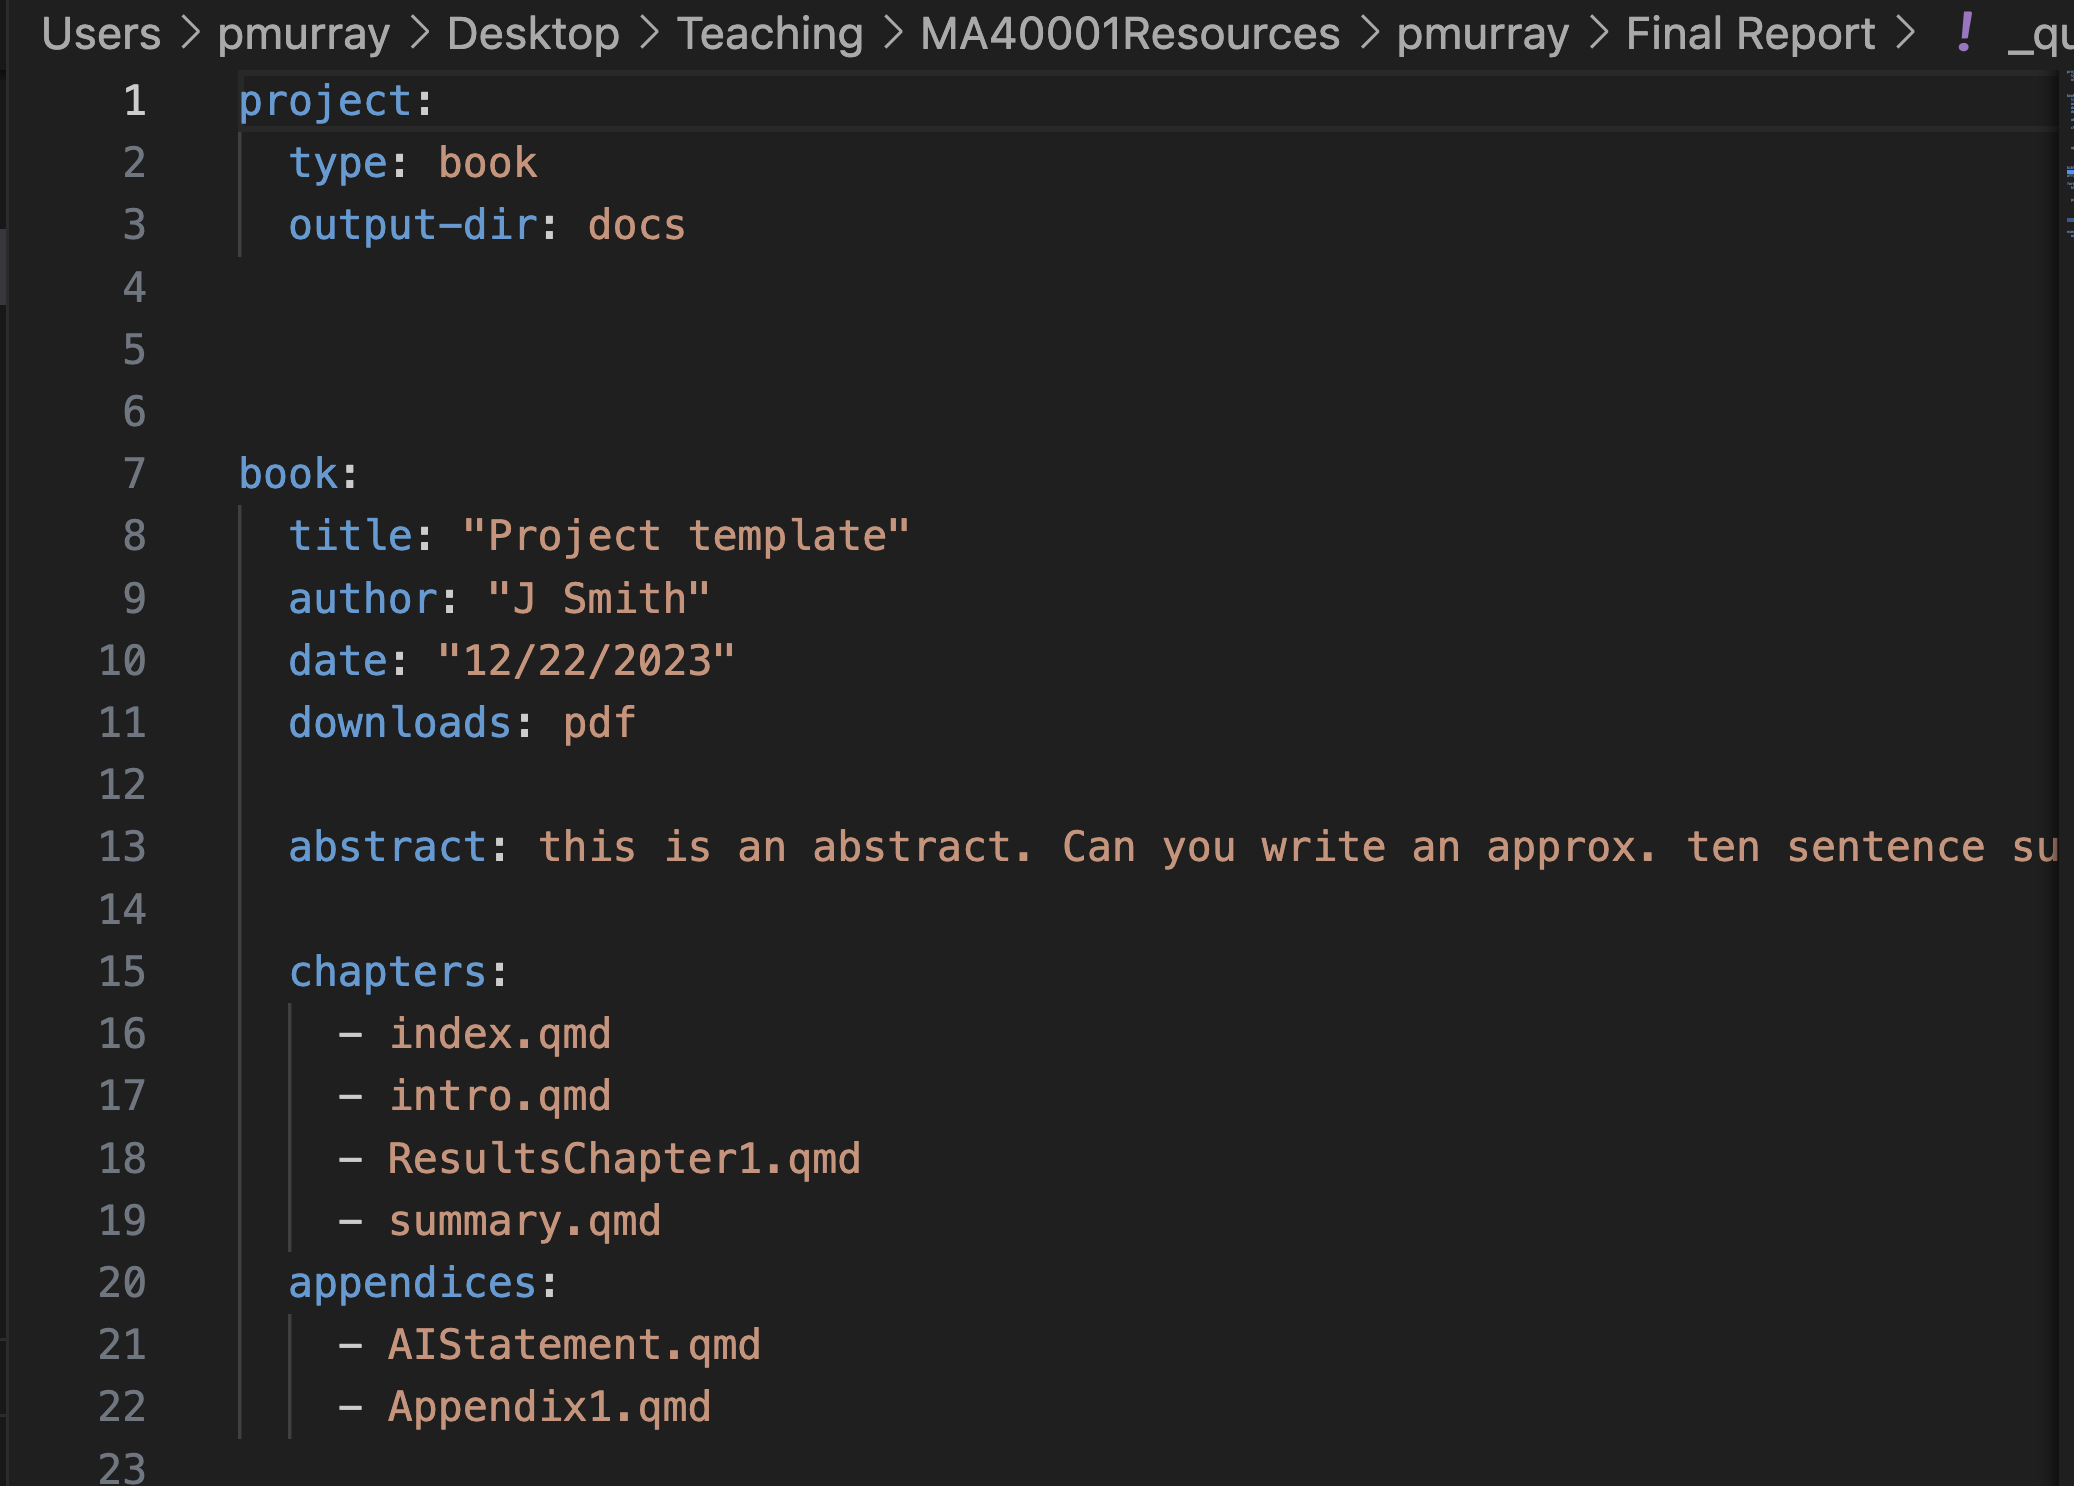 Users > pmurray > Desktop > Teaching > MA40001Resources > pmurray > Final Report > ! _qu
1 project:
2   type: book
3   output-dir: docs
4
5
6
7 book:
8   title: "Project template"
9   author: "J Smith"
10   date: "12/22/2023"
11   downloads: pdf
12
13   abstract: this is an abstract. Can you write an approx. ten sentence su
14
15   chapters:
16     - index.qmd
17     - intro.qmd
18     - ResultsChapter1.qmd
19     - summary.qmd
20   appendices:
21     - AIStatement.qmd
22     - Appendix1.qmd
23